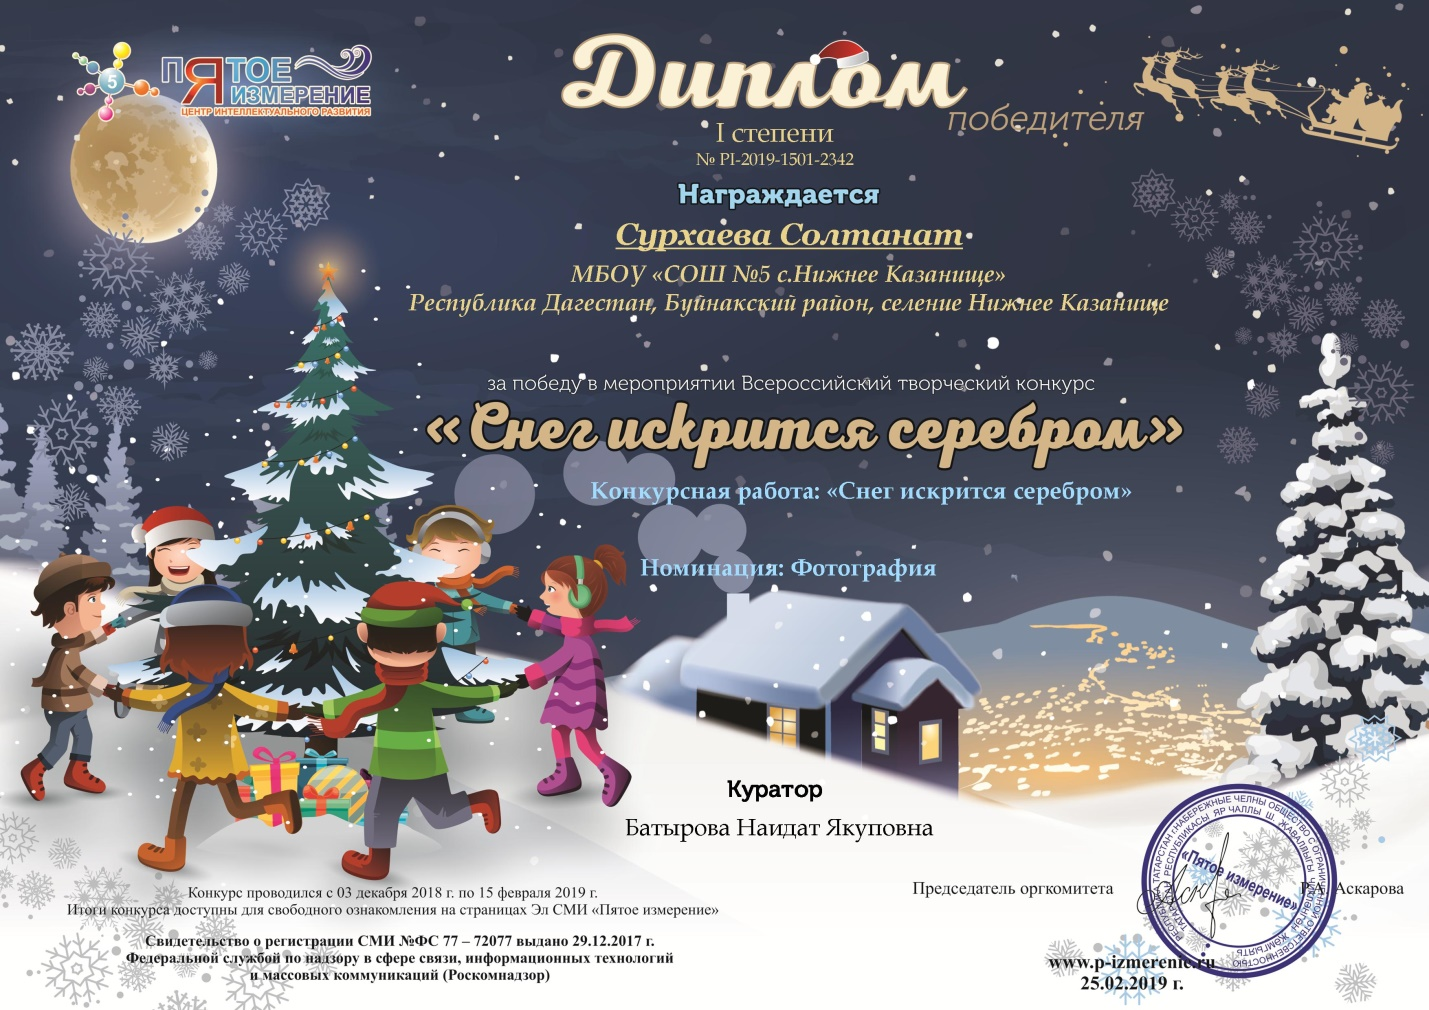 5
ПЯТОЕ
ИЗМЕРЕНИЕ
ЦЕНТР ИНТЕЛЛЕКТУАЛЬНОГО РАЗВИТИЯ
Диплом
победителя
I степени
№ PI-2019-1501-2342
Награждается
Сурхаева Солтанат
МБОУ «СОШ №5 с.Нижнее Казанище»
Республика Дагестан, Буйнакский район, селение Нижнее Казанище
за победу в мероприятии Всероссийский творческий конкурс
«Снег искрится серебром»
Конкурсная работа: «Снег искрится серебром»
Номинация: Фотография
Куратор
Батырова Наидат Якуповна
Председатель оргкомитета
Р.А. Аскарова
«Пятое измерение»
Конкурс проводился с 03 декабря 2018 г. по 15 февраля 2019 г.
Итоги конкурса доступны для свободного ознакомления на страницах Эл СМИ «Пятое измерение»
Свидетельство о регистрации СМИ №ФС 77 – 72077 выдано 29.12.2017 г.
Федеральной службой по надзору в сфере связи, информационных технологий
и массовых коммуникаций (Роскомнадзор)
www.p-izmerenie.ru
25.02.2019 г.